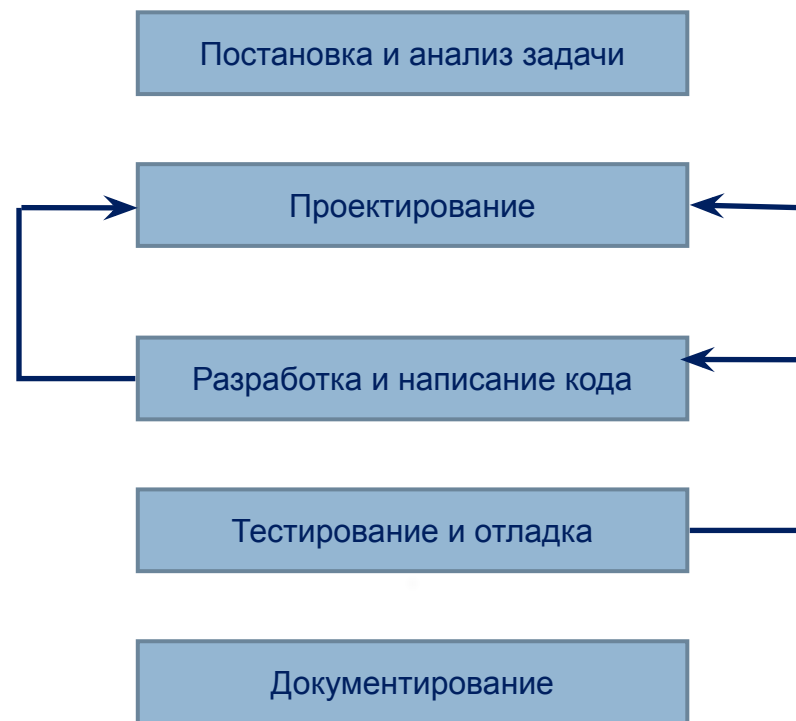 Постановка и анализ задачи
Проектирование
Разработка и написание кода
Тестирование и отладка
Документирование